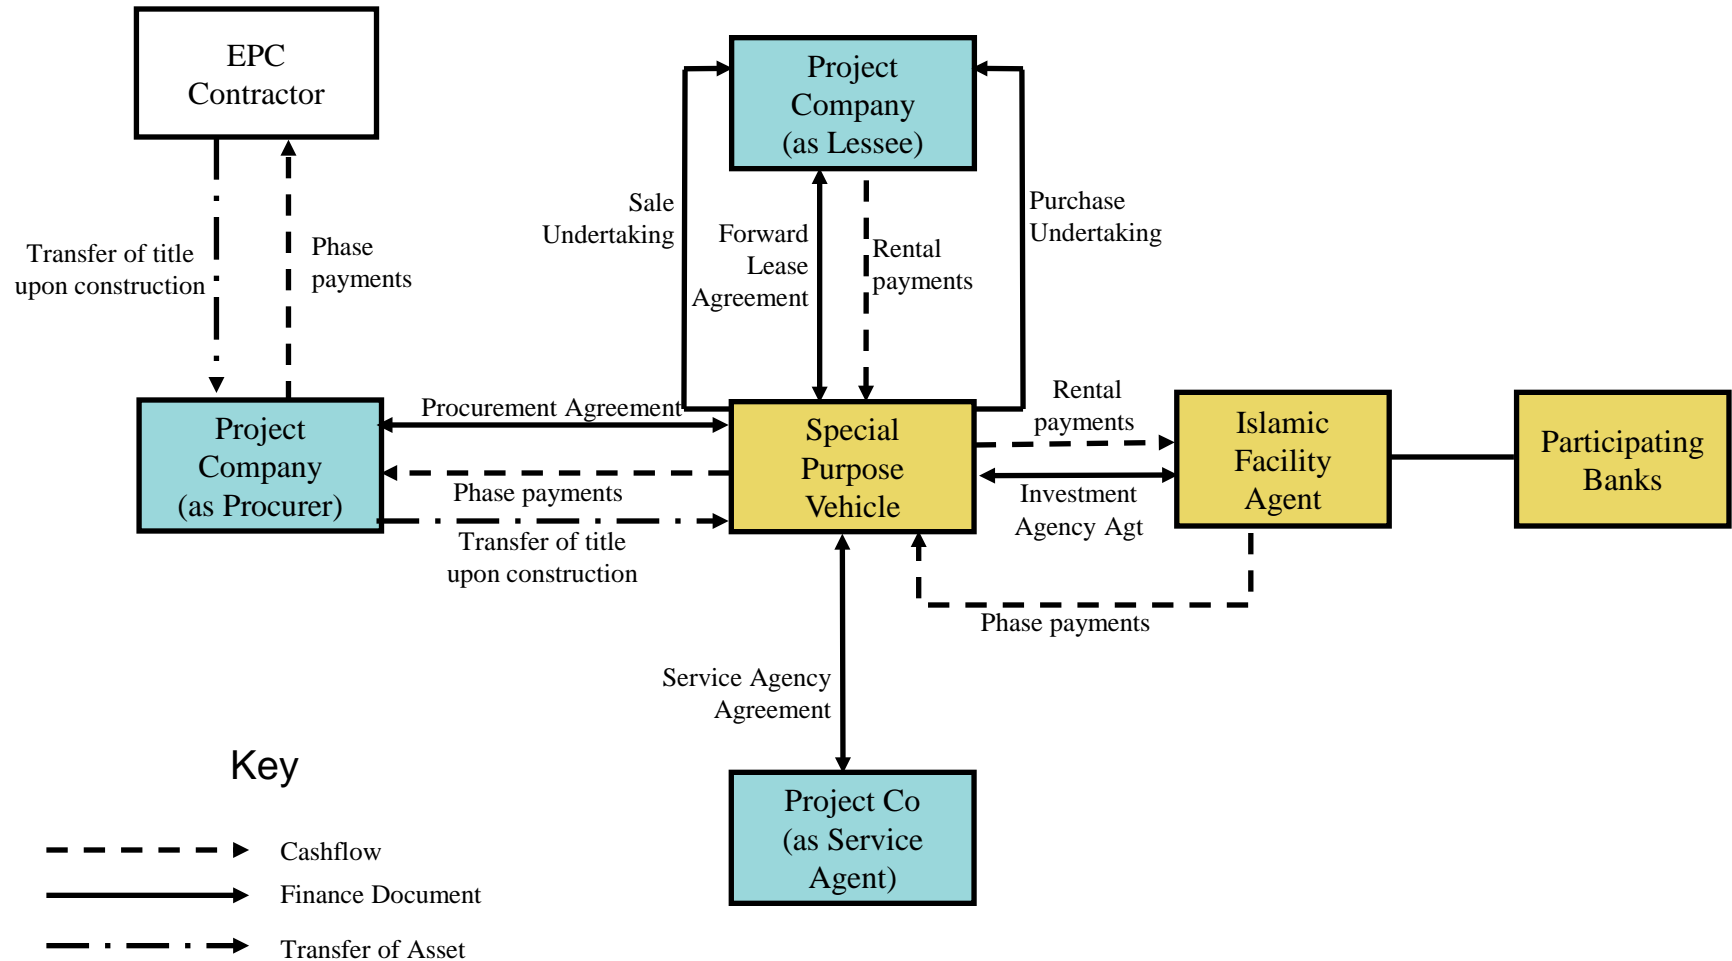 EPC
Contractor
Project
Company
(as Lessee)
Sale
Undertaking
Purchase
Undertaking
Forward
Lease
Agreement
Rental
payments
Transfer of title
upon construction
Phase
payments
Project
Company
(as Procurer)
Procurement Agreement
Phase payments
Transfer of title
upon construction
Special
Purpose
Vehicle
Rental
payments
Investment
Agency Agt
Islamic
Facility
Agent
Participating
Banks
Phase payments
Service Agency
Agreement
Project Co
(as Service
Agent)
Key
Cashflow
Finance Document
Transfer of Asset